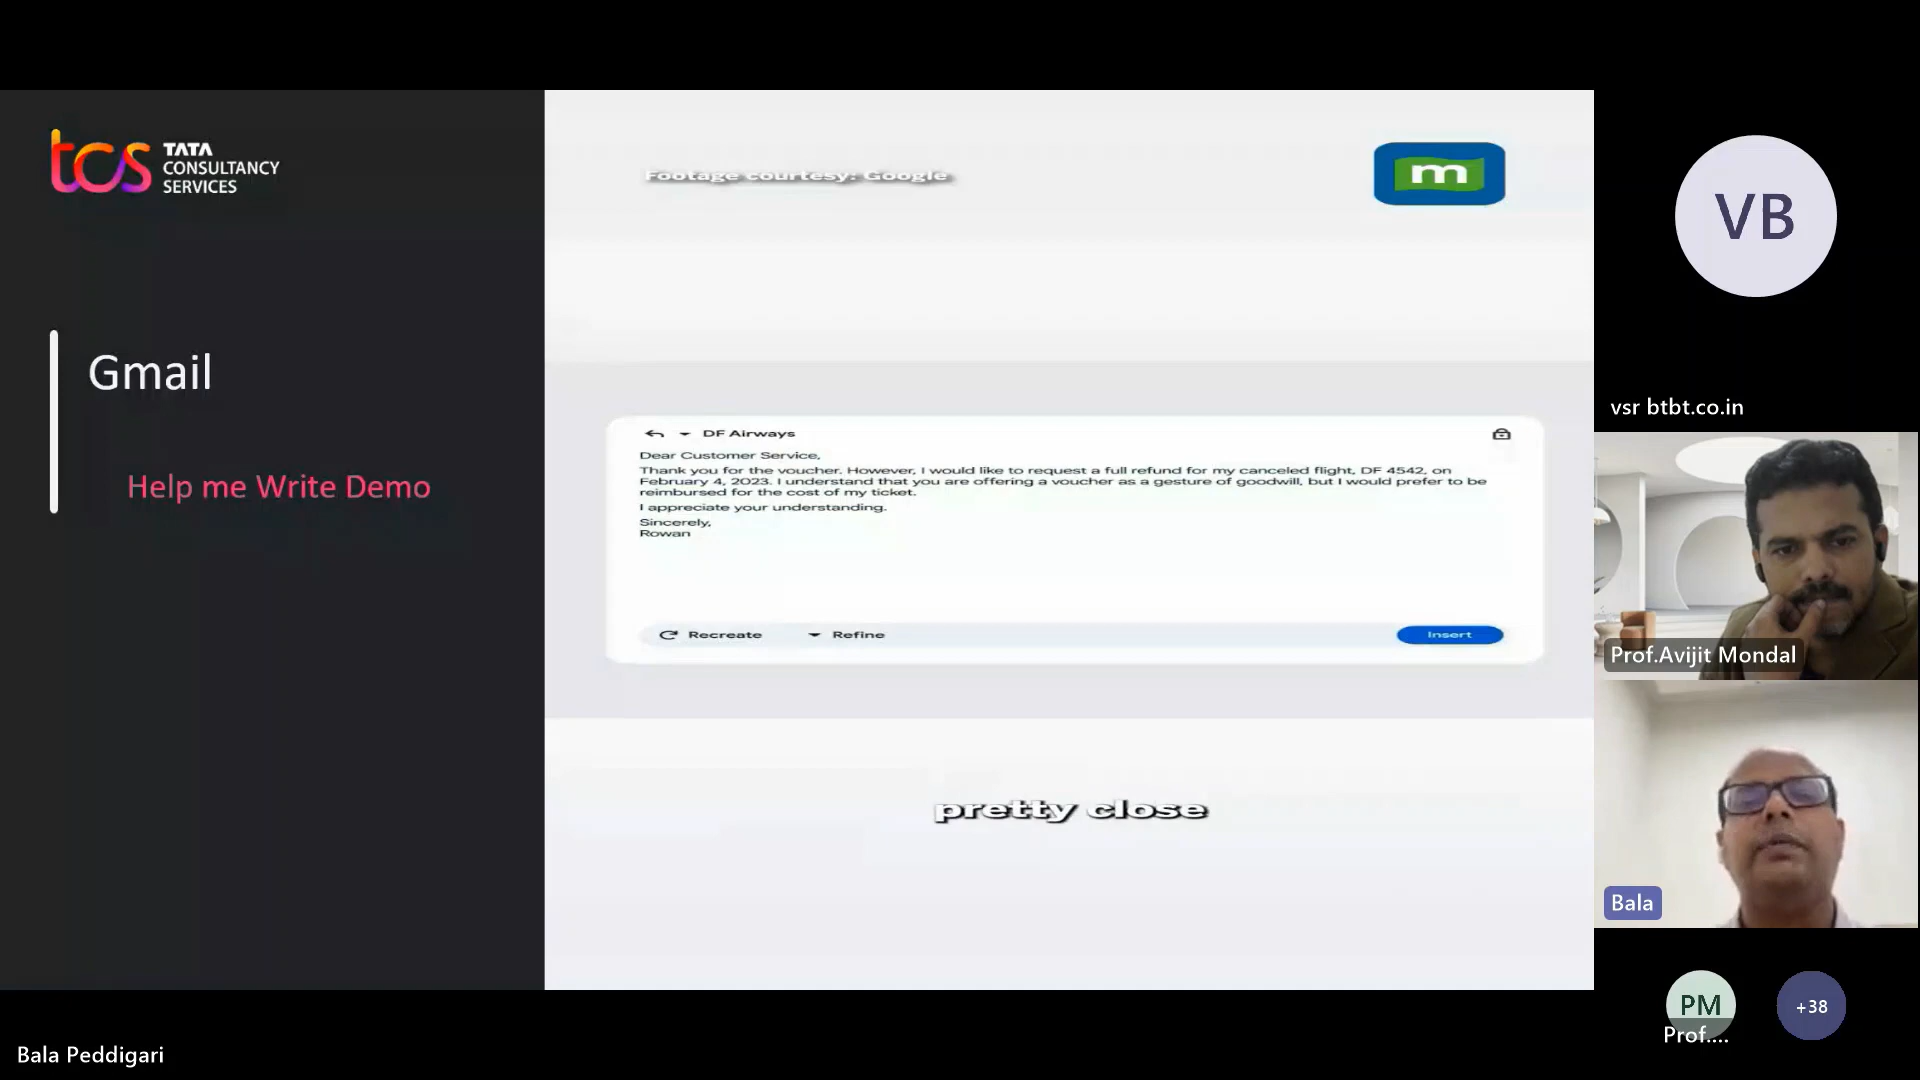 tcs TATA
CONSULTANCY
SERVICES
Gmail
Help me Write Demo
Footage courtesy: Google
m
DF Airways
Dear Customer Service,
Thank you for the voucher. However, I would like to request a full refund for my canceled flight, DF 4542, on
February 4, 2023. I understand that you are offering a voucher as a gesture of goodwill, but I would prefer to be
reimbursed for the cost of my ticket.
I appreciate your understanding.
Sincerely,
Rowan
Recreate Refine Insert
pretty close
VB
vsr btbt.co.in
Prof.Avijit Mondal
Bala
PM
Prof....
+38
Bala Peddigari